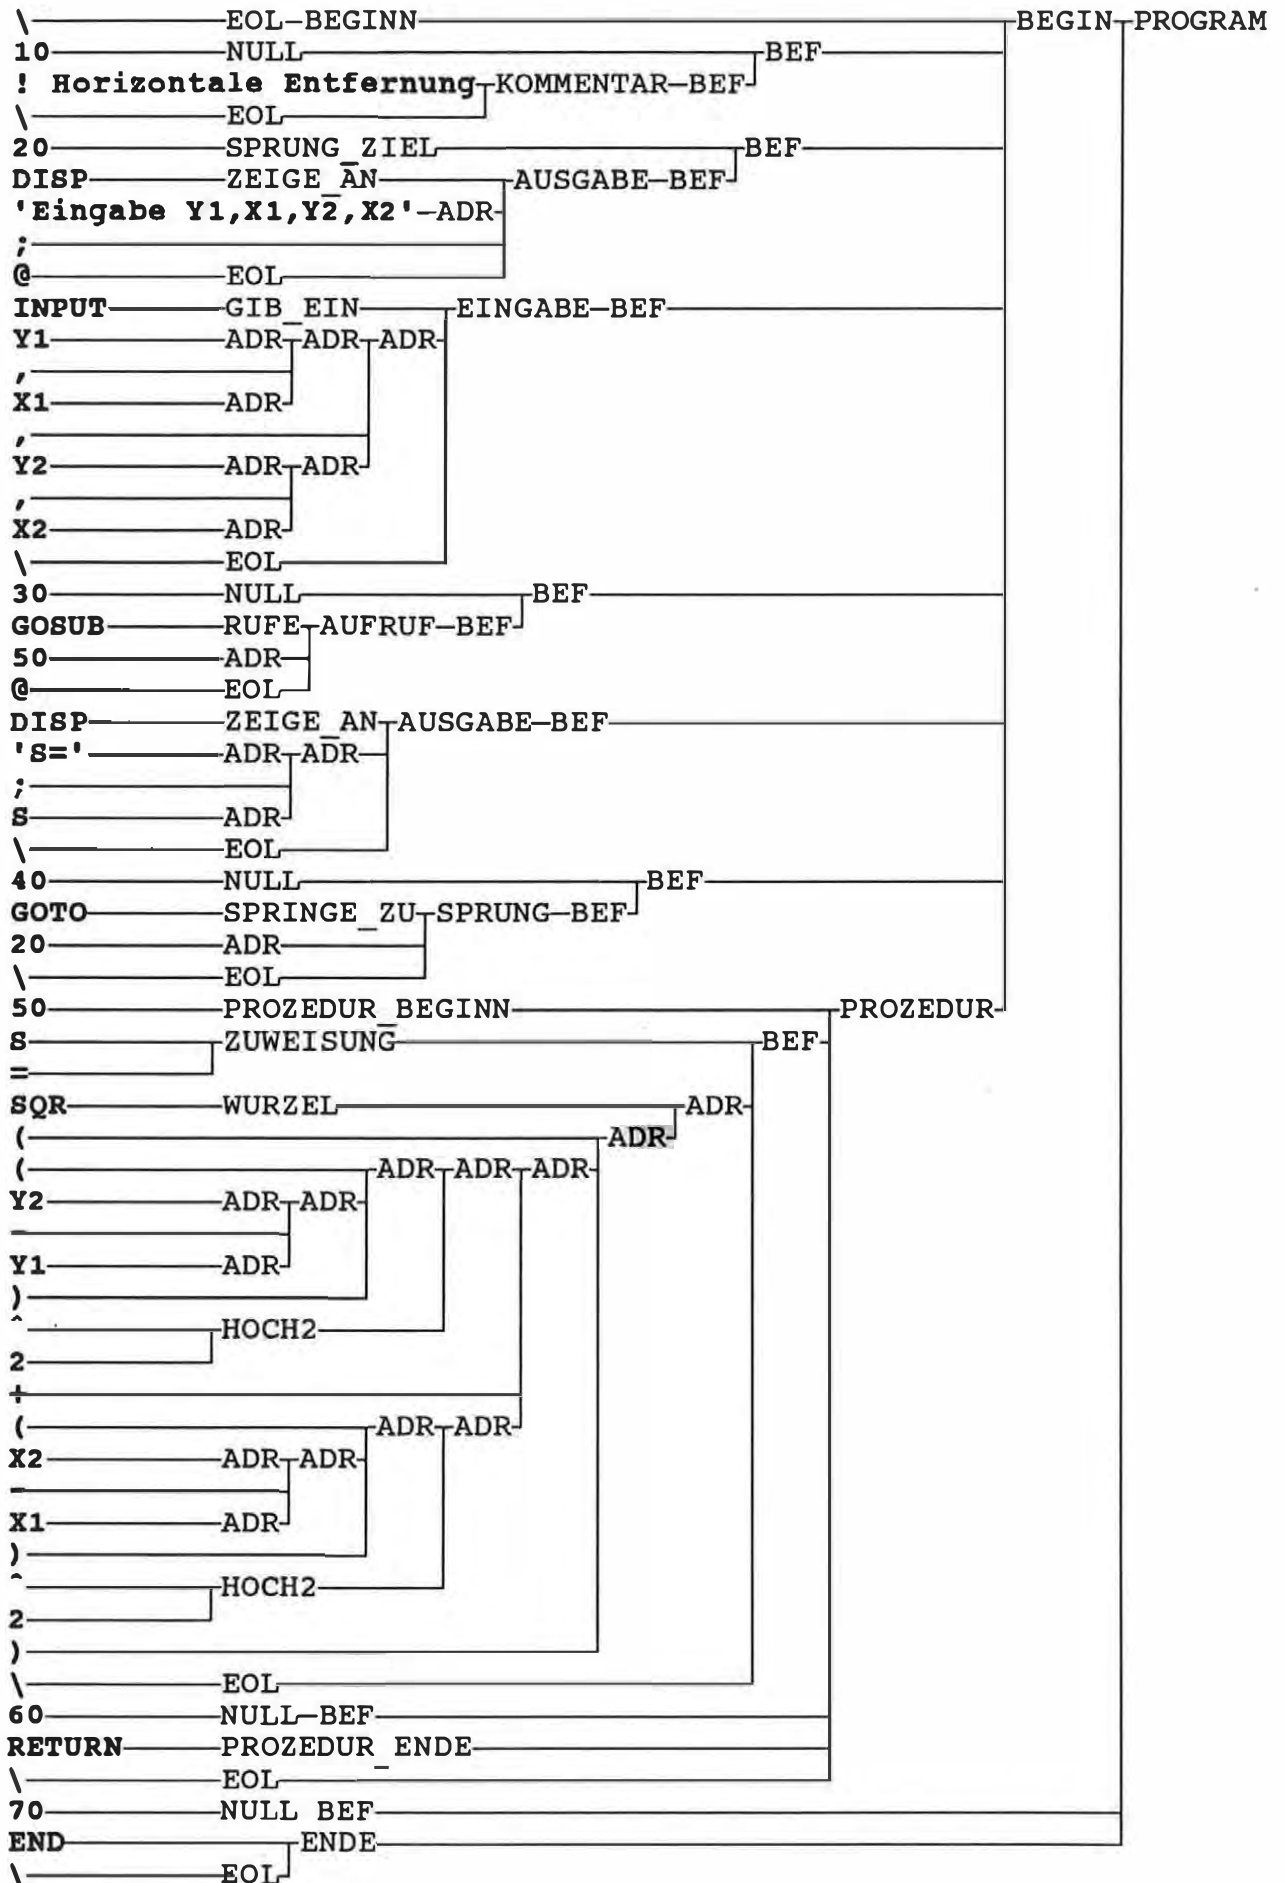 \ EOL BEGINN BEGIN PROGRAM
10 NULL BEF
! Horizontale Entfernung KOMMENTAR BEF
\ EOL
20 SPRUNG_ZIEL BEF
DISP ZEIGE_AN AUSGABE BEF
'Eingabe Y1,X1,Y2,X2' ADR
;
@ EOL
INPUT GIB_EIN EINGABE BEF
Y1 ADR ADR ADR
,
X1 ADR
,
Y2 ADR ADR
,
X2 ADR
\ EOL
30 NULL BEF
GOSUB RUFE AUFRUF BEF
50 ADR
@ EOL
DISP ZEIGE_AN AUSGABE BEF
'S=' ADR ADR
;
S ADR
\ EOL
40 NULL BEF
GOTO SPRINGE_ZU SPRUNG BEF
20 ADR
\ EOL
50 PROZEDUR_BEGINN PROZEDUR
S ZUWEISUNG BEF
=
SQR WURZEL ADR
( ADR
( ADR ADR ADR
Y2 ADR ADR
-
Y1 ADR
)
^ HOCH2
2
+
( ADR ADR
X2 ADR ADR
-
X1 ADR
)
^ HOCH2
2
)
\ EOL
60 NULL BEF
RETURN PROZEDUR_ENDE
\ EOL
70 NULL BEF
END ENDE
\ EOL